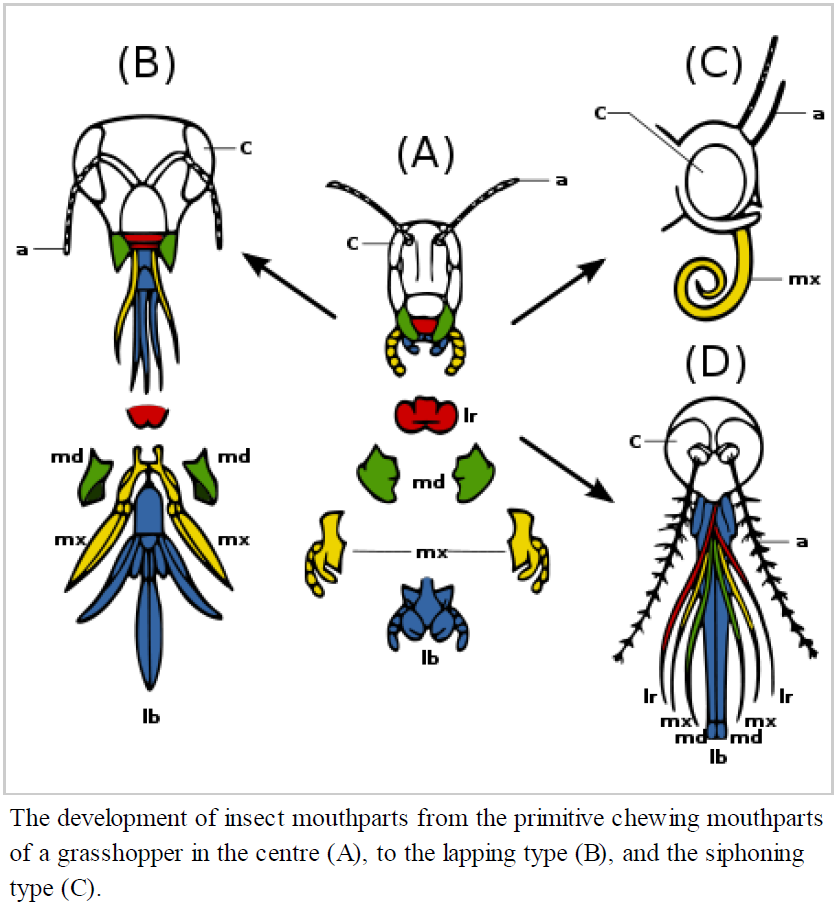 (B)
(C)
(A)
c
a
c
a
c
a
mx
(D)
lr
md
md
md
mx
mx
mx
lb
lb
c
a
lr
lr
mx
mx
md
md
lb
The development of insect mouthparts from the primitive chewing mouthparts
of a grasshopper in the centre (A), to the lapping type (B), and the siphoning
type (C).